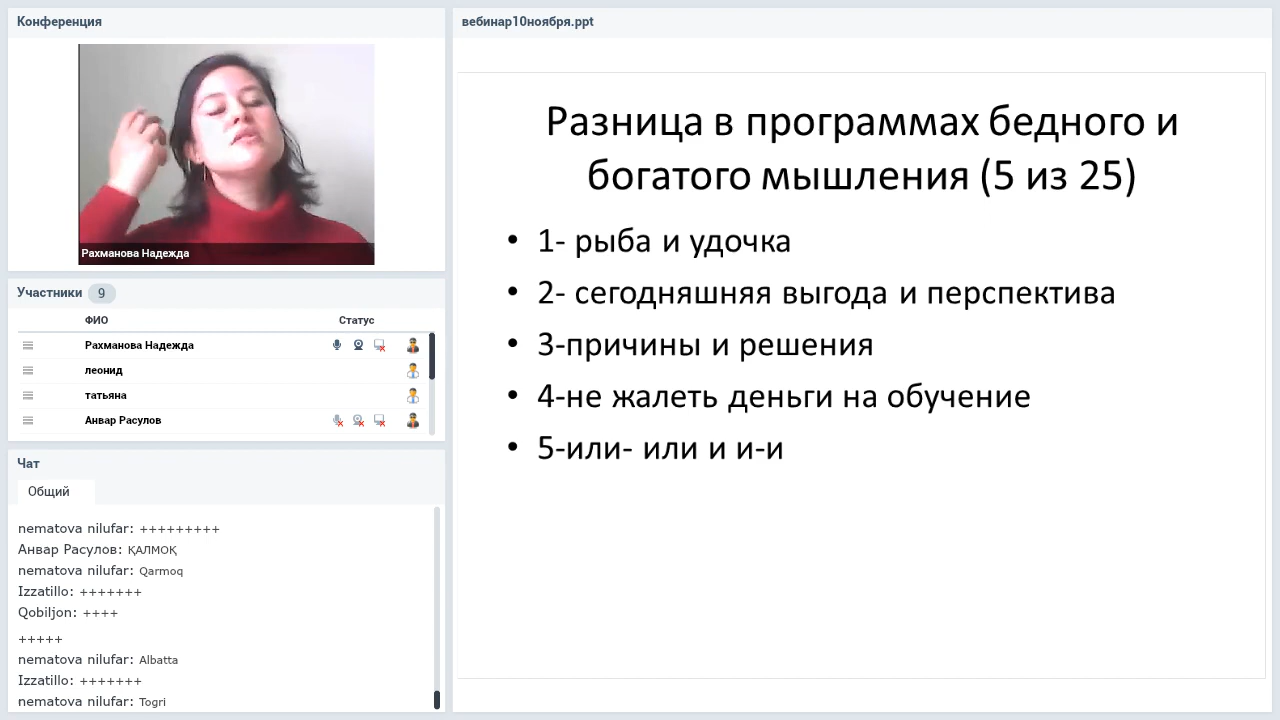 Конференция
Рахманова Надежда
Участники 9
ФИО Статус
Рахманова Надежда
леонид
татьяна
Анвар Расулов
Чат
Общий
nematova nilufar: +++++++++
Анвар Расулов: ҚАЛМОҚ
nematova nilufar: Qarmoq
Izzatillo: +++++++
Qobiljon: ++++
+++++
nematova nilufar: Albatta
Izzatillo: +++++++
nematova nilufar: Togri
вебинар10ноября.ppt
Разница в программах бедного и
богатого мышления (5 из 25)
• 1- рыба и удочка
• 2- сегодняшняя выгода и перспектива
• 3-причины и решения
• 4-не жалеть деньги на обучение
• 5-или- или и и-и